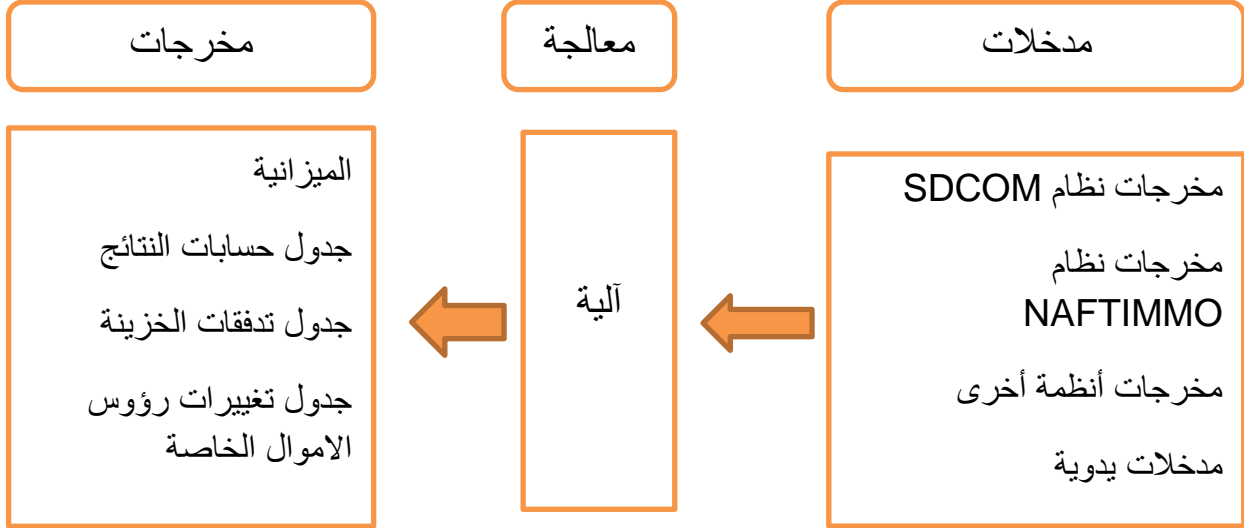 مدخلات
معالجة
مخرجات
مخرجات نظام SDCOM
مخرجات نظام
NAFTIMMO
مخرجات أنظمة أخرى
مدخلات يدوية
آلية
الميزانية
جدول حسابات النتائج
جدول تدفقات الخزينة
جدول تغييرات رؤوس
الاموال الخاصة